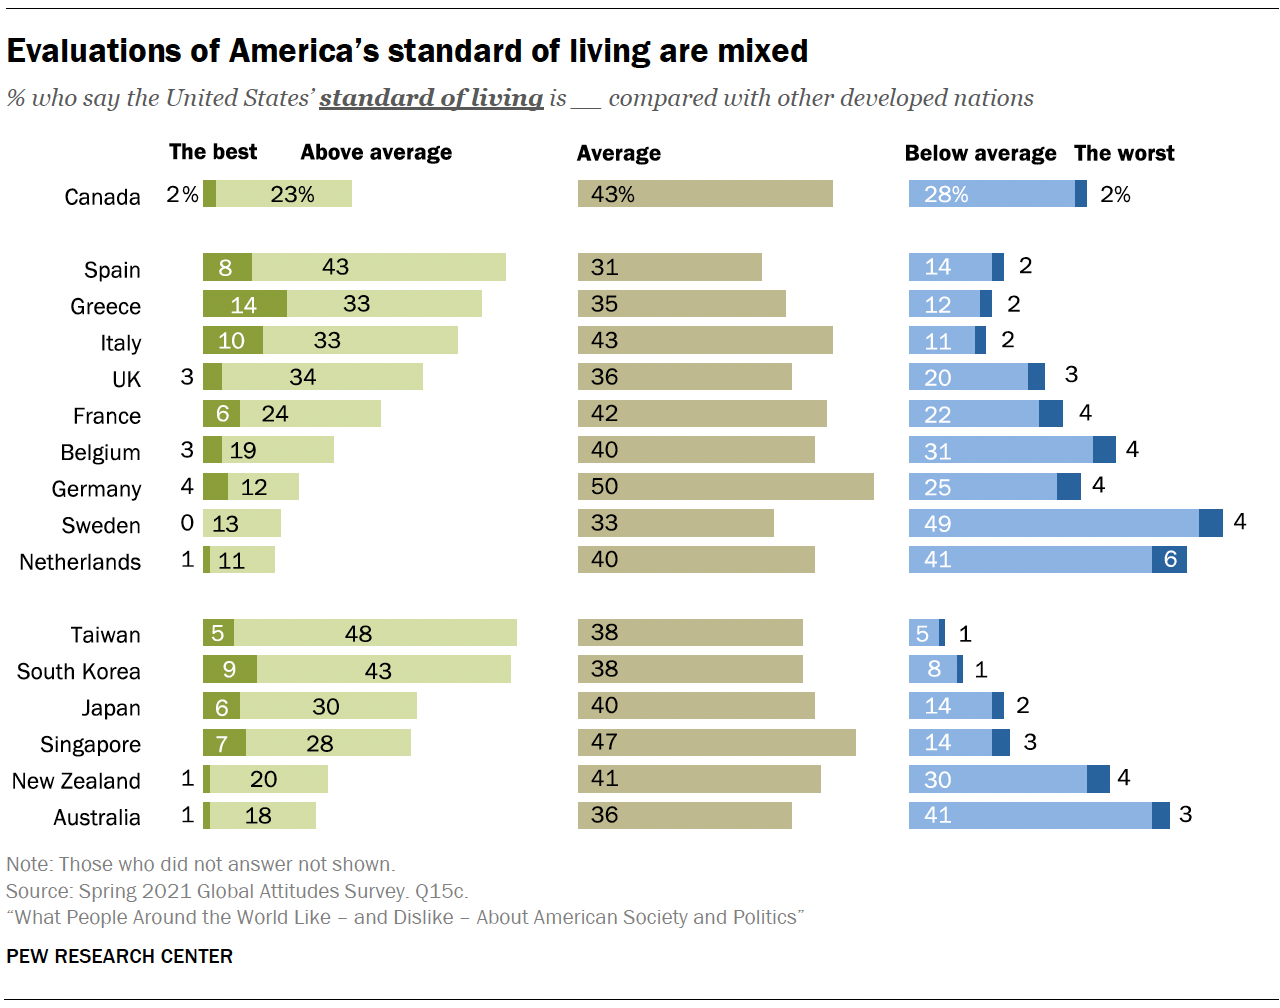 Evaluations of America’s standard of living are mixed
% who say the United States’ standard of living is __ compared with other developed nations
The best Above average Average Below average The worst
Canada 2% 23% 43% 28% 2%
Spain 8 43 31 14 2
Greece 14 33 35 12 2
Italy 10 33 43 11 2
UK 3 34 36 20 3
France 6 24 42 22 4
Belgium 3 19 40 31 4
Germany 4 12 50 25 4
Sweden 0 13 33 49 4
Netherlands 1 11 40 41 6
Taiwan 5 48 38 5 1
South Korea 9 43 38 8 1
Japan 6 30 40 14 2
Singapore 7 28 47 14 3
New Zealand 1 20 41 30 4
Australia 1 18 36 41 3
Note: Those who did not answer not shown.
Source: Spring 2021 Global Attitudes Survey. Q15c.
“What People Around the World Like – and Dislike – About American Society and Politics”
PEW RESEARCH CENTER